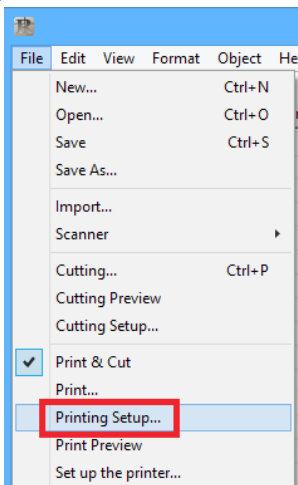 File Edit View Format Object He
New... Ctrl+N
Open... Ctrl+O
Save Ctrl+S
Save As...
Import...
Scanner
Cutting... Ctrl+P
Cutting Preview
Cutting Setup...
Print & Cut
Print...
Printing Setup...
Print Preview
Set up the printer...